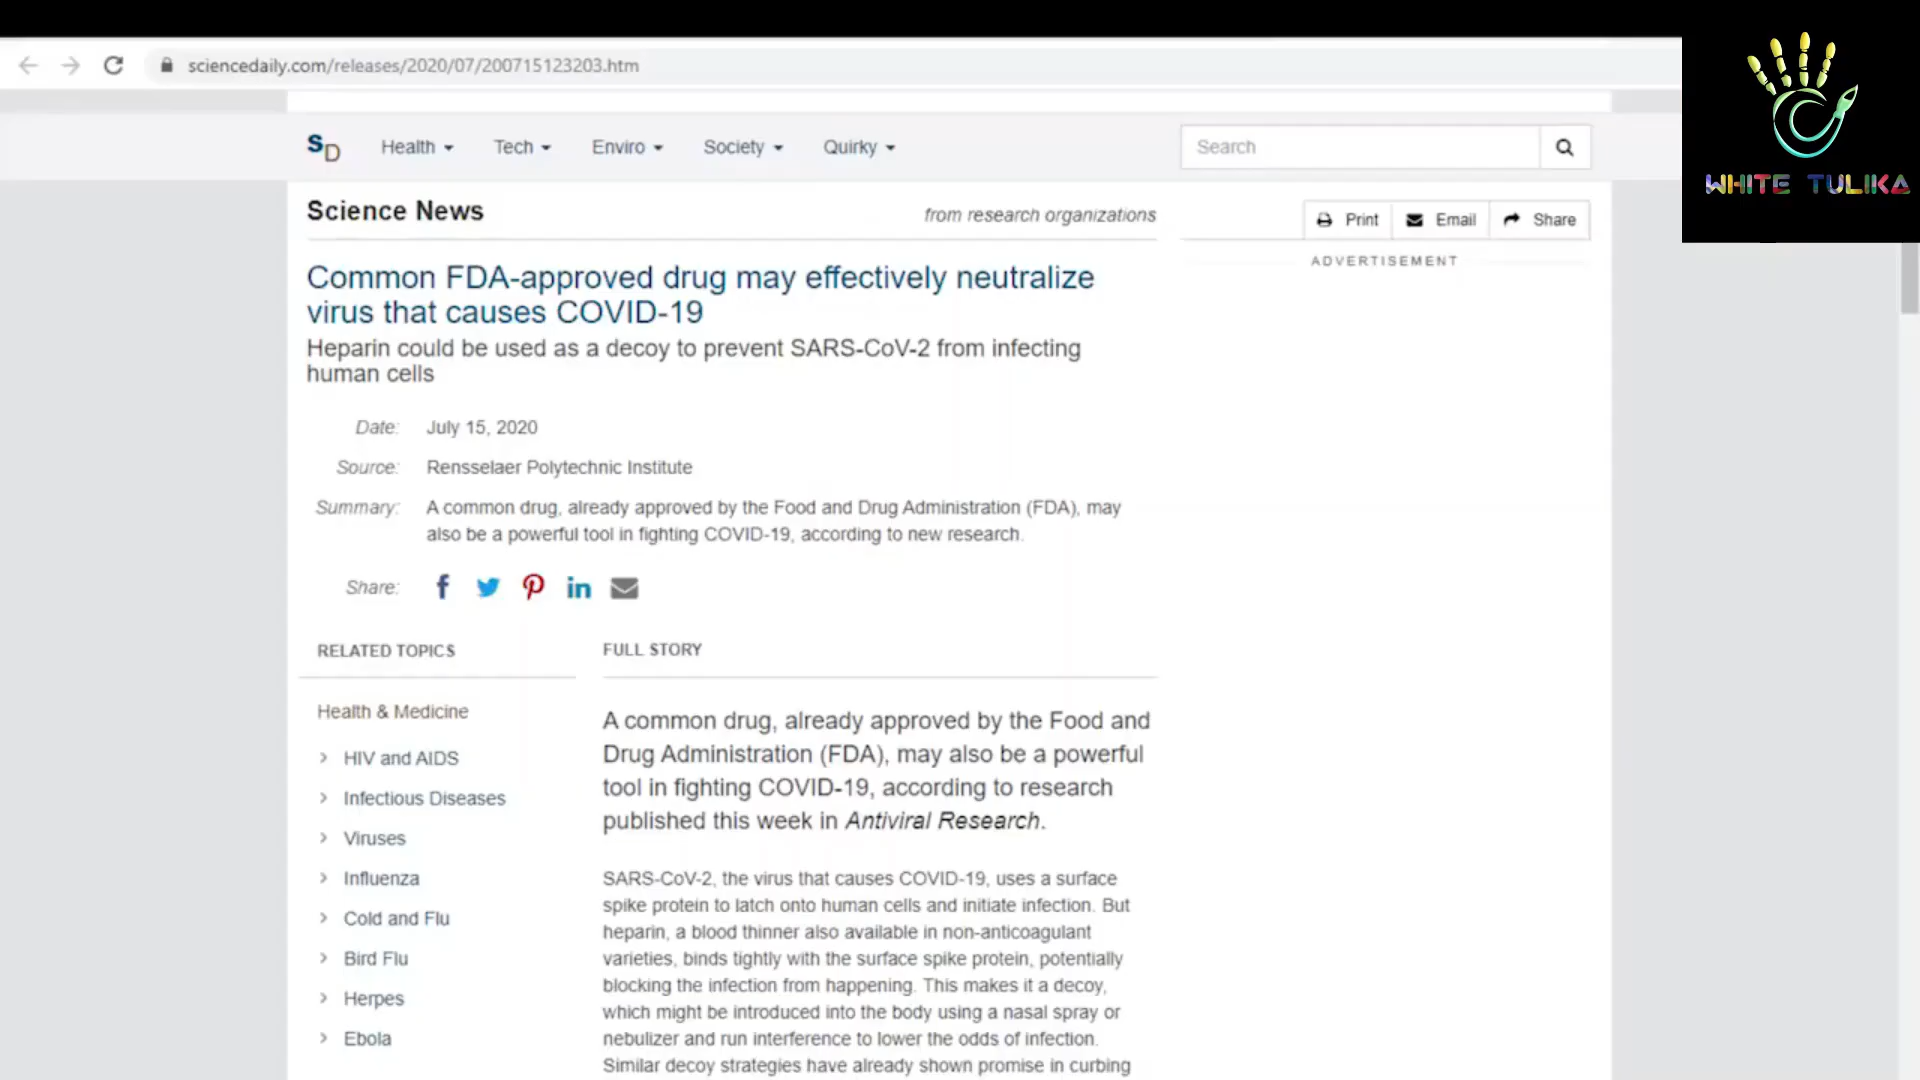 sciencedaily.com/releases/2020/07/200715123203.htm
WHITE TULIKA
SD Health Tech Enviro Society Quirky Search
Science News from research organizations
Print Email Share
ADVERTISEMENT
Common FDA-approved drug may effectively neutralize
virus that causes COVID-19
Heparin could be used as a decoy to prevent SARS-CoV-2 from infecting
human cells
Date: July 15, 2020
Source: Rensselaer Polytechnic Institute
Summary: A common drug, already approved by the Food and Drug Administration (FDA), may
also be a powerful tool in fighting COVID-19, according to new research.
Share:
RELATED TOPICS
Health & Medicine
HIV and AIDS
Infectious Diseases
Viruses
Influenza
Cold and Flu
Bird Flu
Herpes
Ebola
FULL STORY
A common drug, already approved by the Food and
Drug Administration (FDA), may also be a powerful
tool in fighting COVID-19, according to research
published this week in Antiviral Research.
SARS-CoV-2, the virus that causes COVID-19, uses a surface
spike protein to latch onto human cells and initiate infection. But
heparin, a blood thinner also available in non-anticoagulant
varieties, binds tightly with the surface spike protein, potentially
blocking the infection from happening. This makes it a decoy,
which might be introduced into the body using a nasal spray or
nebulizer and run interference to lower the odds of infection.
Similar decoy strategies have already shown promise in curbing